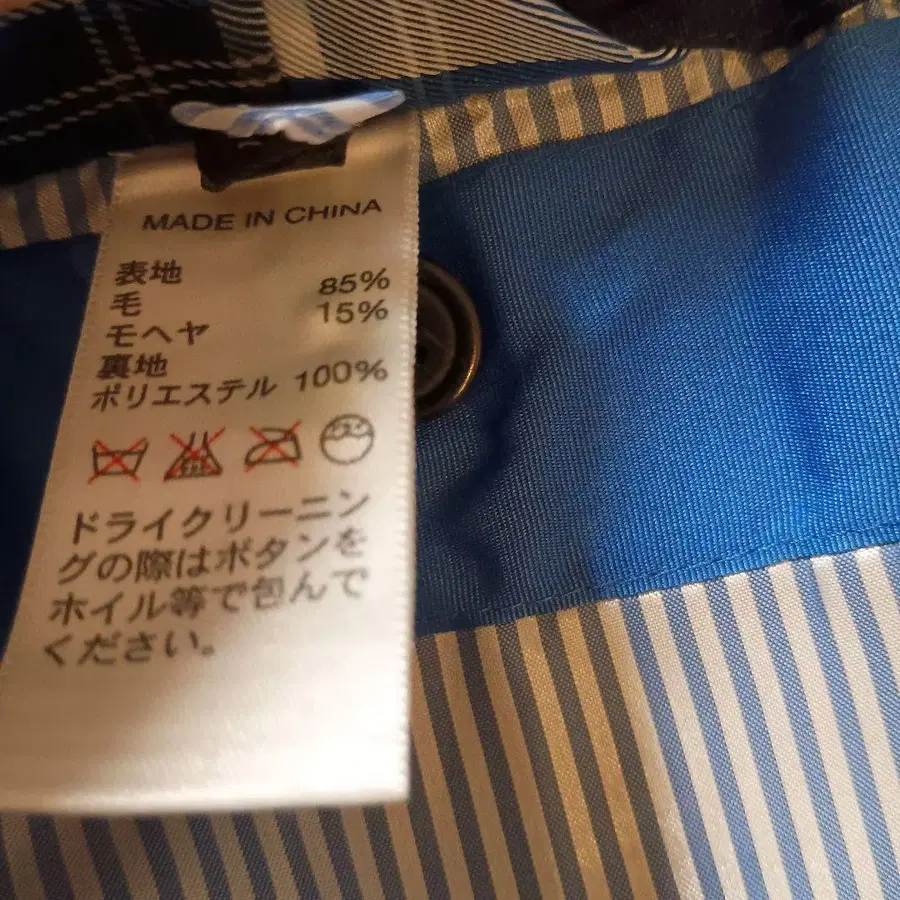 MADE IN CHINA
表地
毛 85%
モヘヤ 15%
裏地
ポリエステル 100%
ドライクリーニン
グの際はボタンを
ホイル等で包んで
ください。